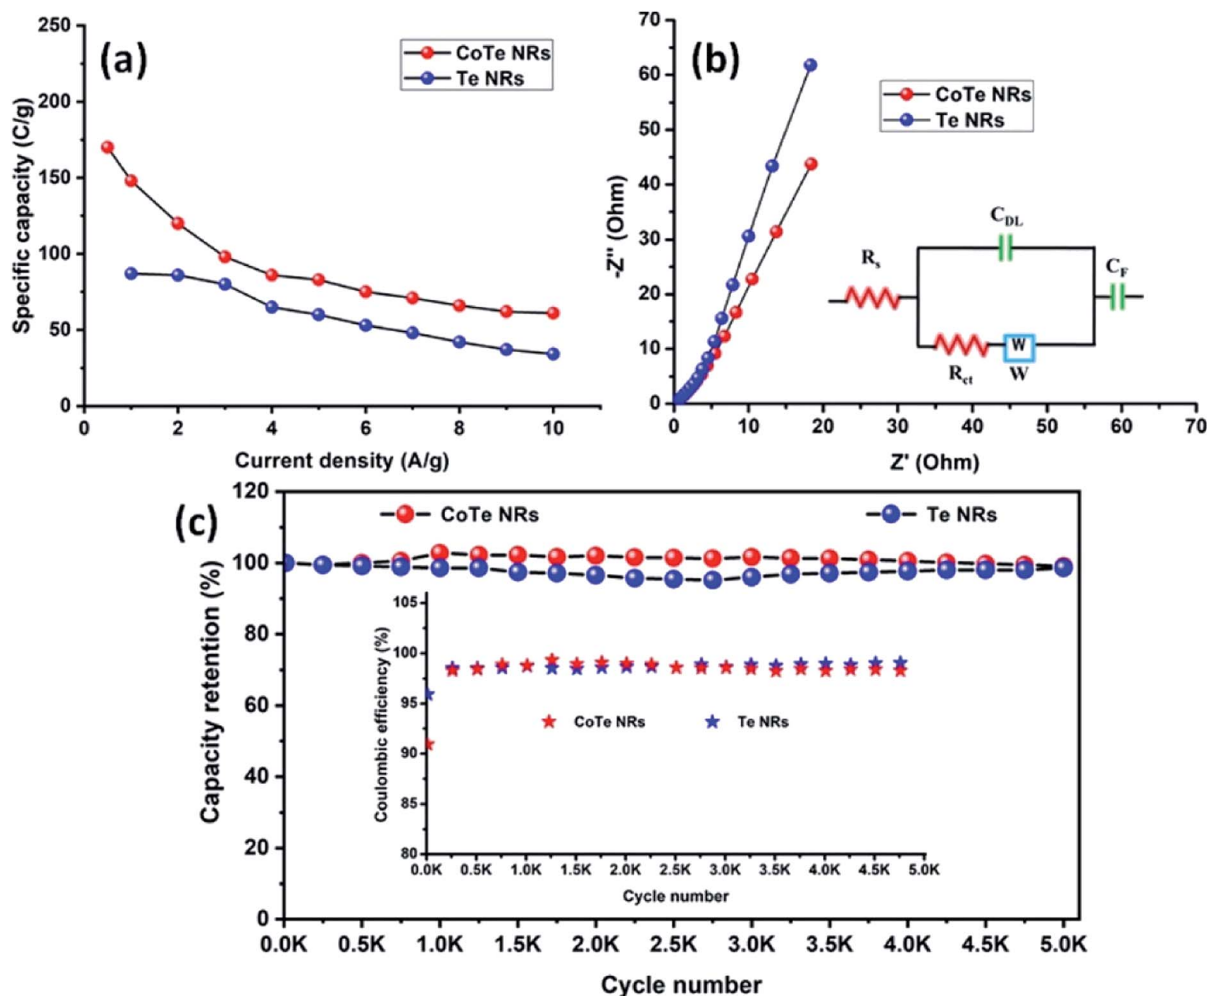 (a)
CoTe NRs
Te NRs
Specific capacity (C/g)
250
200
150
100
50
0
0 2 4 6 8 10
Current density (A/g)
(b)
CoTe NRs
Te NRs
-Z'' (Ohm)
70
60
50
40
30
20
10
0
0 10 20 30 40 50 60 70
Z' (Ohm)
C_DL
R_s
C_F
R_ct
W
W
(c)
CoTe NRs
Te NRs
Capacity retention (%)
120
100
80
60
40
20
0
0.0K 0.5K 1.0K 1.5K 2.0K 2.5K 3.0K 3.5K 4.0K 4.5K 5.0K
Cycle number
Coulombic efficiency (%)
105
100
95
90
85
80
CoTe NRs
Te NRs
0.0K 0.5K 1.0K 1.5K 2.0K 2.5K 3.0K 3.5K 4.0K 4.5K 5.0K
Cycle number